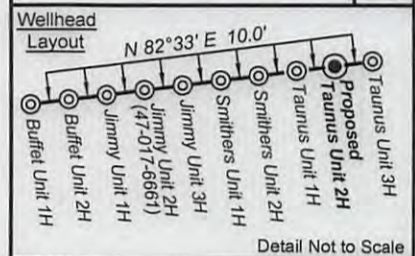 Wellhead
Layout
N 82°33' E 10.0'
Buffet Unit 1H
Buffet Unit 2H
Jimmy Unit 1H
Jimmy Unit 2H
(47-017-6661)
Jimmy Unit 3H
Smithers Unit 1H
Smithers Unit 2H
Taunus Unit 1H
Proposed
Taunus Unit 2H
Taunus Unit 3H
Detail Not to Scale